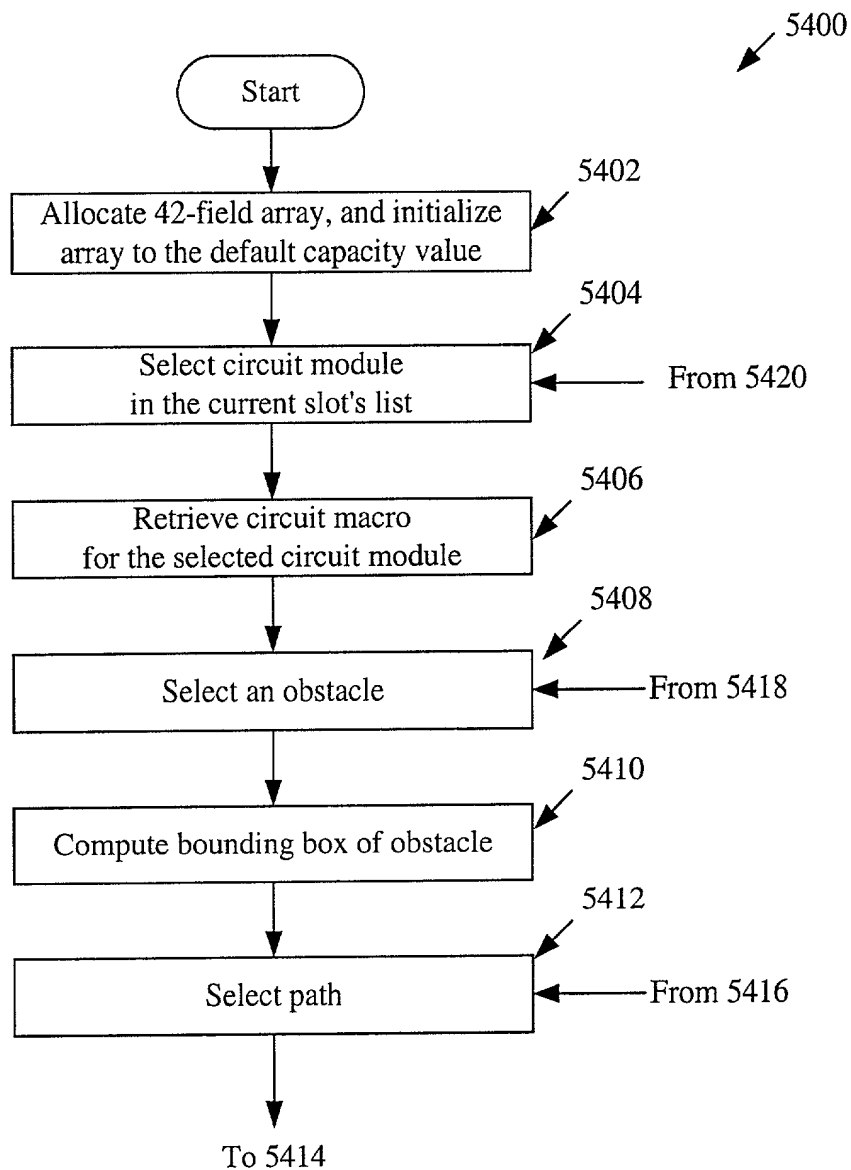 5400
Start
5402
Allocate 42-field array, and initialize
array to the default capacity value
5404
Select circuit module
in the current slot's list
From 5420
5406
Retrieve circuit macro
for the selected circuit module
5408
Select an obstacle
From 5418
5410
Compute bounding box of obstacle
5412
Select path
From 5416
To 5414